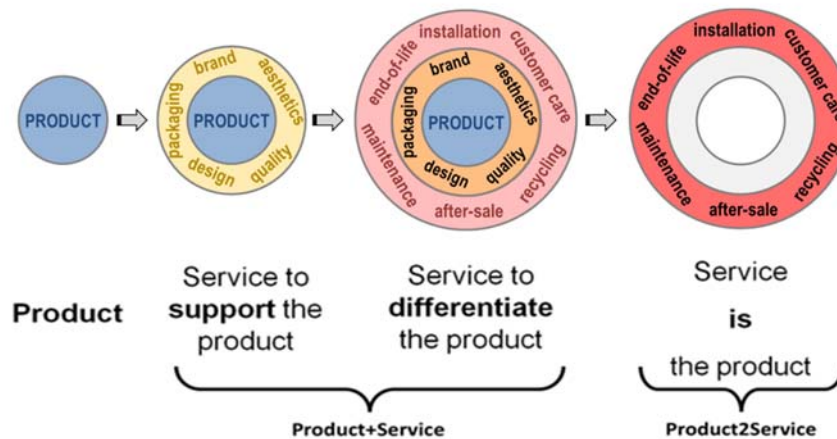 PRODUCT
brand
aesthetics
quality
design
packaging
PRODUCT
installation
customer care
recycling
after-sale
maintenance
end-of-life
brand
aesthetics
quality
design
packaging
PRODUCT
installation
customer care
recycling
after-sale
maintenance
end-of-life
Product
Service to
support the
product
Service to
differentiate
the product
Service
is
the product
Product+Service
Product2Service